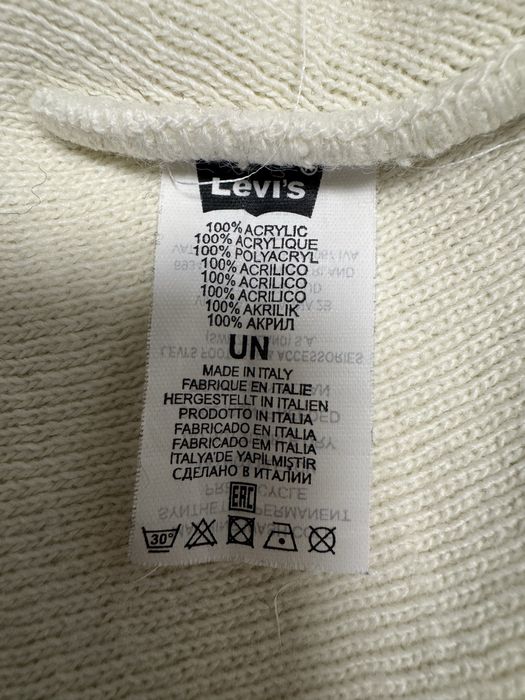 Levi's
100% ACRYLIC
100% ACRYLIQUE
100% POLYACRYL
100% ACRILICO
100% ACRILICO
100% ACRILICO
100% AKRILIK
100% АКРИЛ
UN
MADE IN ITALY
FABRIQUE EN ITALIE
HERGESTELLT IN ITALIEN
PRODOTTO IN ITALIA
FABRICADO EN ITALIA
FABRICADO EM ITALIA
ITALYA'DE YAPILMIŞTIR
СДЕЛАНО В ИТАЛИИ
EAC
30°